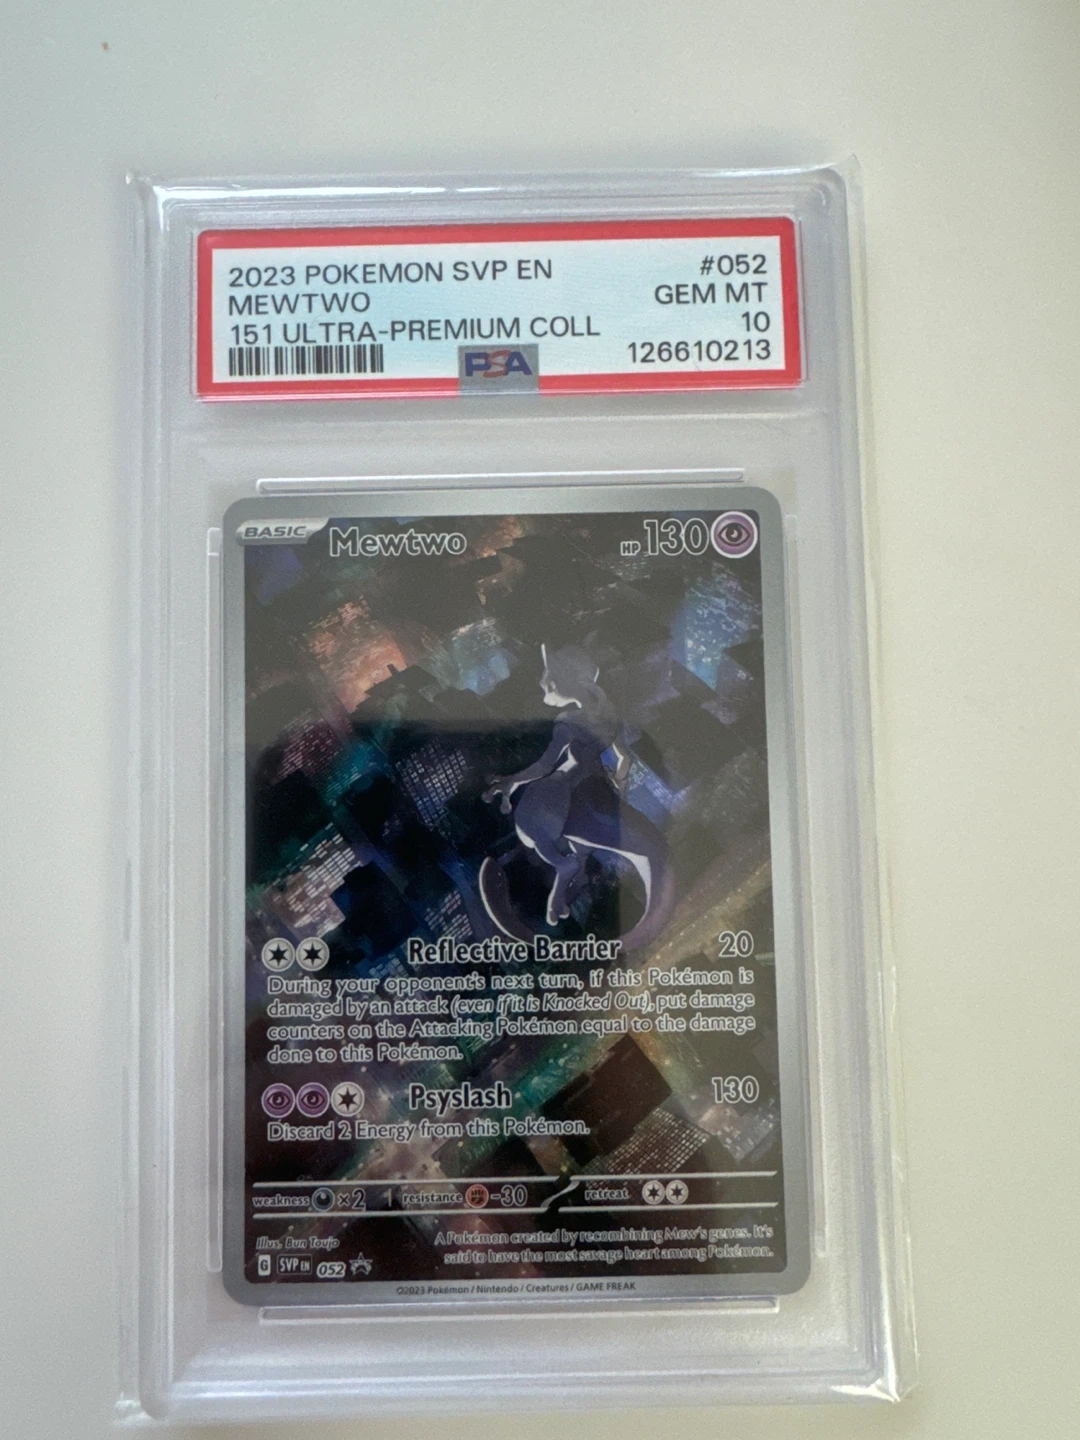 2023 POKEMON SVP EN #052
MEWTWO GEM MT
151 ULTRA-PREMIUM COLL 10
PSA 126610213
BASIC Mewtwo HP 130
Reflective Barrier 20
During your opponent's next turn, if this Pokémon is
damaged by an attack (even if it is Knocked Out), put damage
counters on the Attacking Pokémon equal to the damage
done to this Pokémon.
Psyslash 130
Discard 2 Energy from this Pokémon.
weakness ×2 resistance -30 retreat
Illus. Bun Toujo
A Pokémon created by recombining Mew's genes. It's
said to have the most savage heart among Pokémon.
G SVP EN 052
©2023 Pokémon / Nintendo / Creatures / GAME FREAK